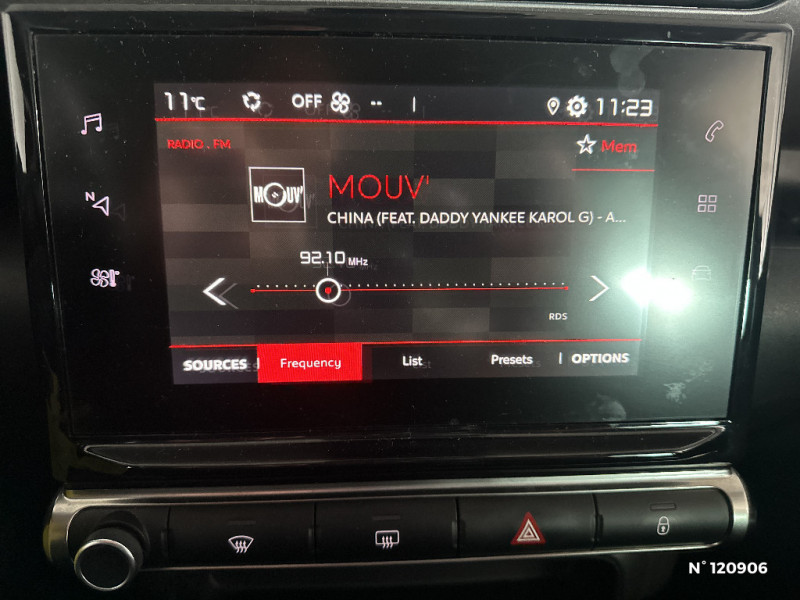 11°C OFF -- | 11:23
RADIO . FM
Mem
MOUV'
MOUV'
CHINA (FEAT. DADDY YANKEE KAROL G) - A...
92.10 MHz
RDS
SOURCES | Frequency List Presets | OPTIONS
N
N° 120906